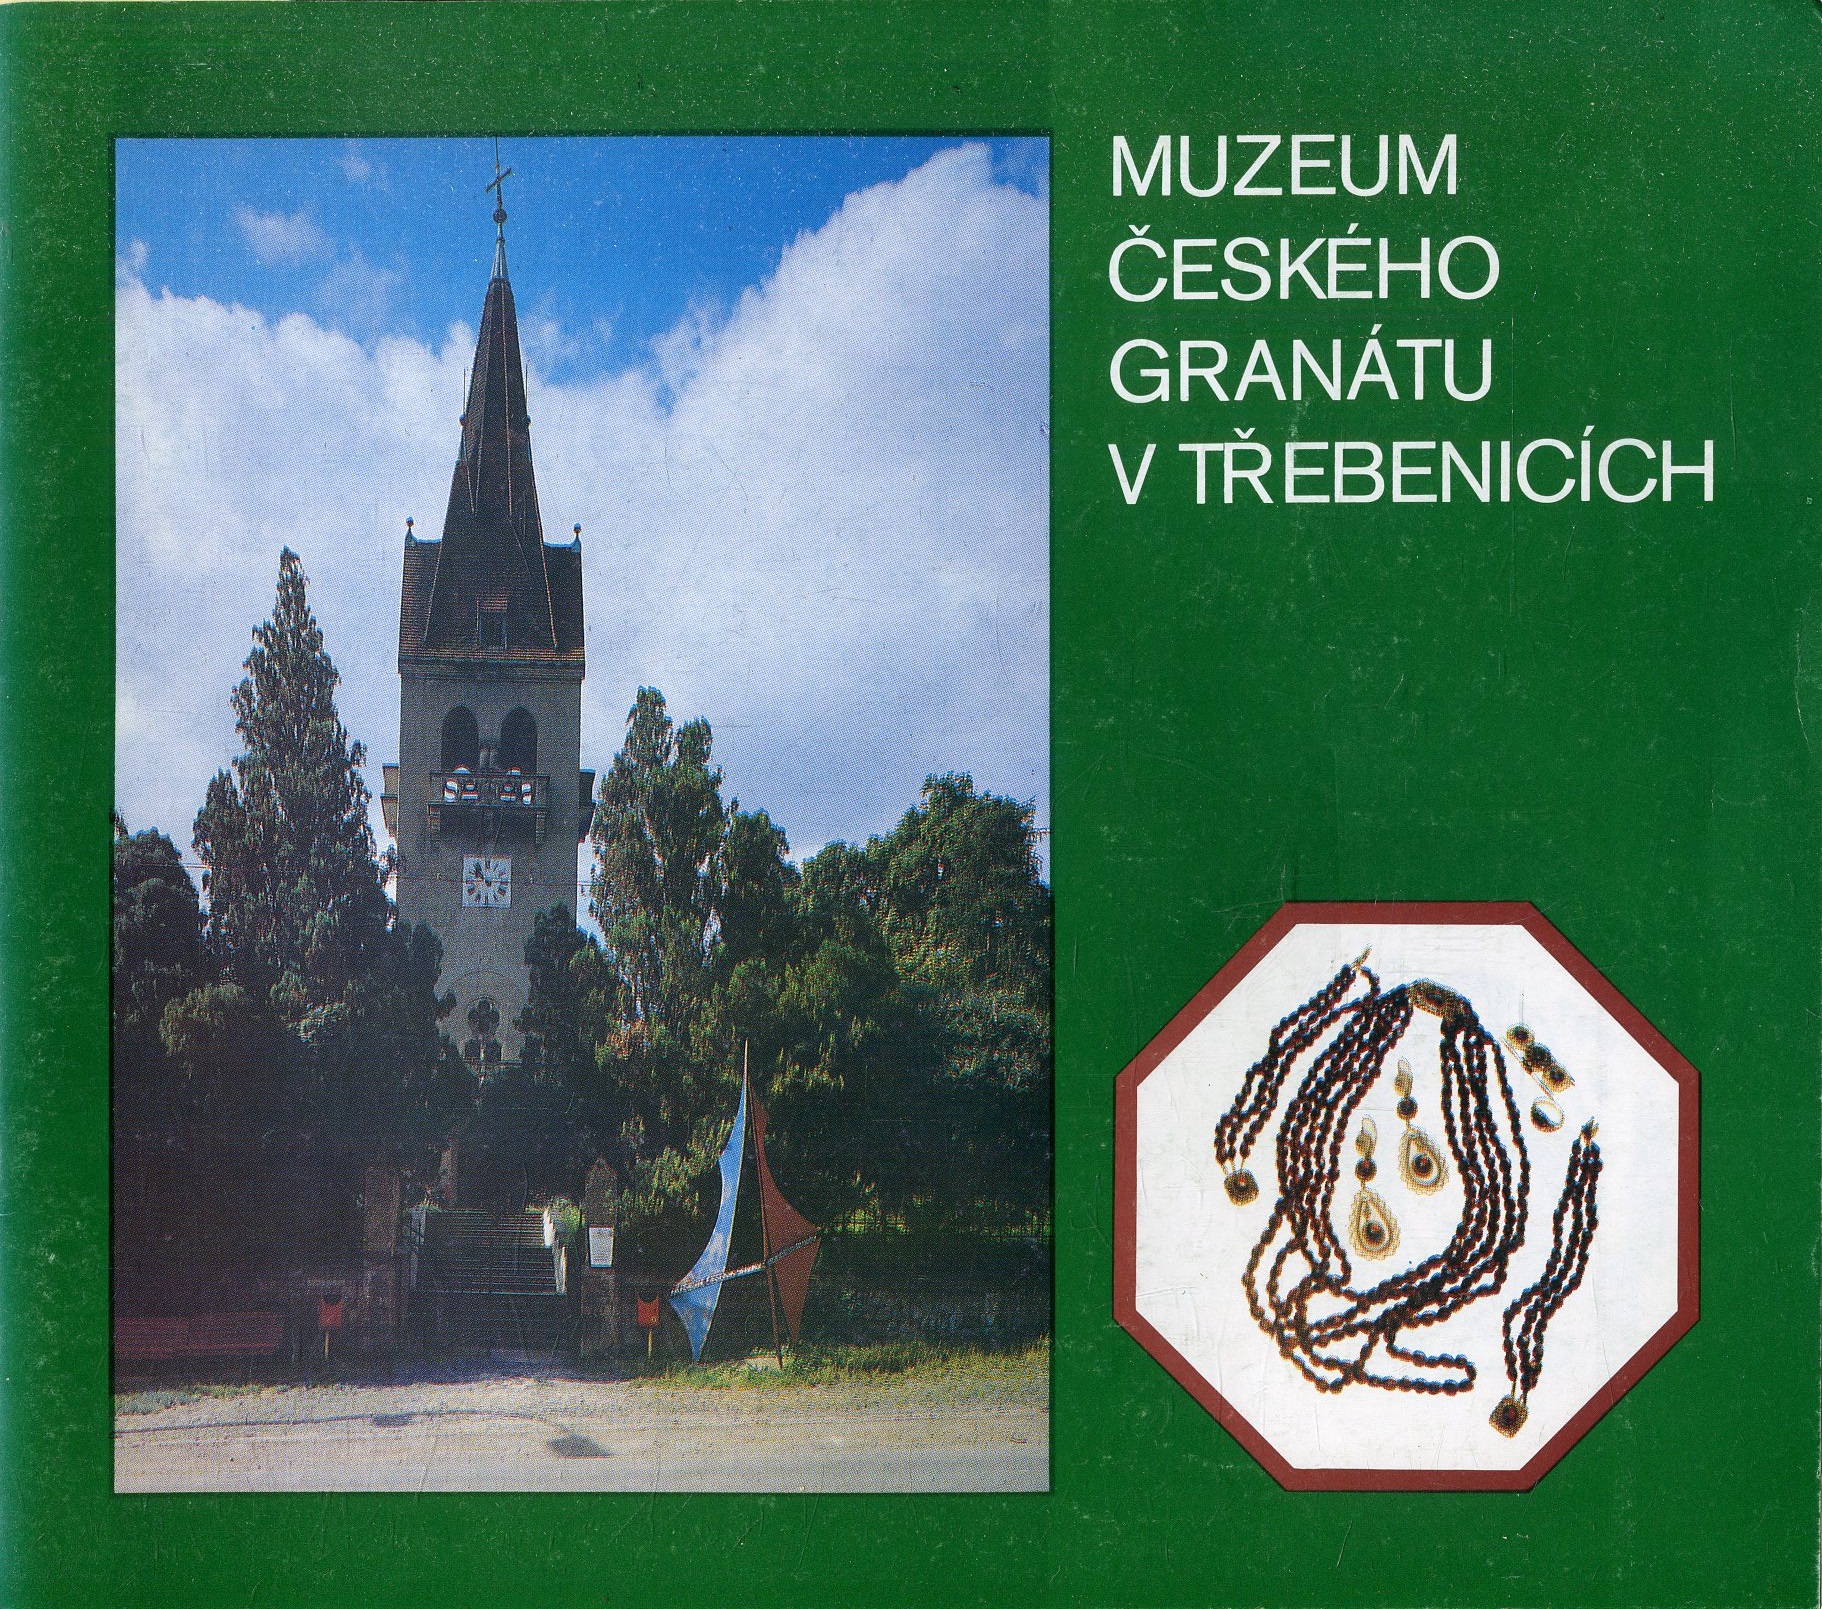 MUZEUM
ČESKÉHO
GRANÁTU
V TŘEBENICÍCH